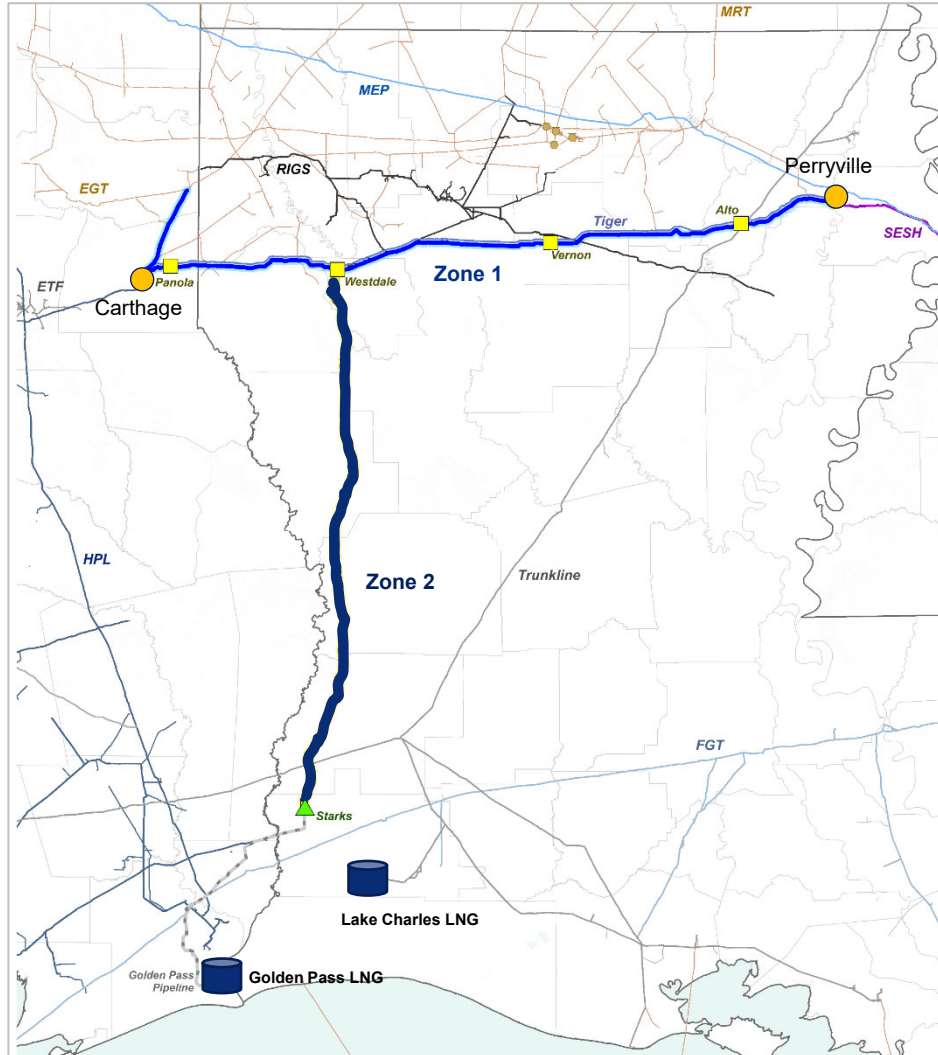 MRT
MEP
Perryville
RIGS
EGT
Alto
Tiger
SESH
Vernon
Zone 1
Panola
Westdale
ETF
Carthage
HPL
Trunkline
Zone 2
FGT
Starks
Lake Charles LNG
Golden Pass
Pipeline
Golden Pass LNG